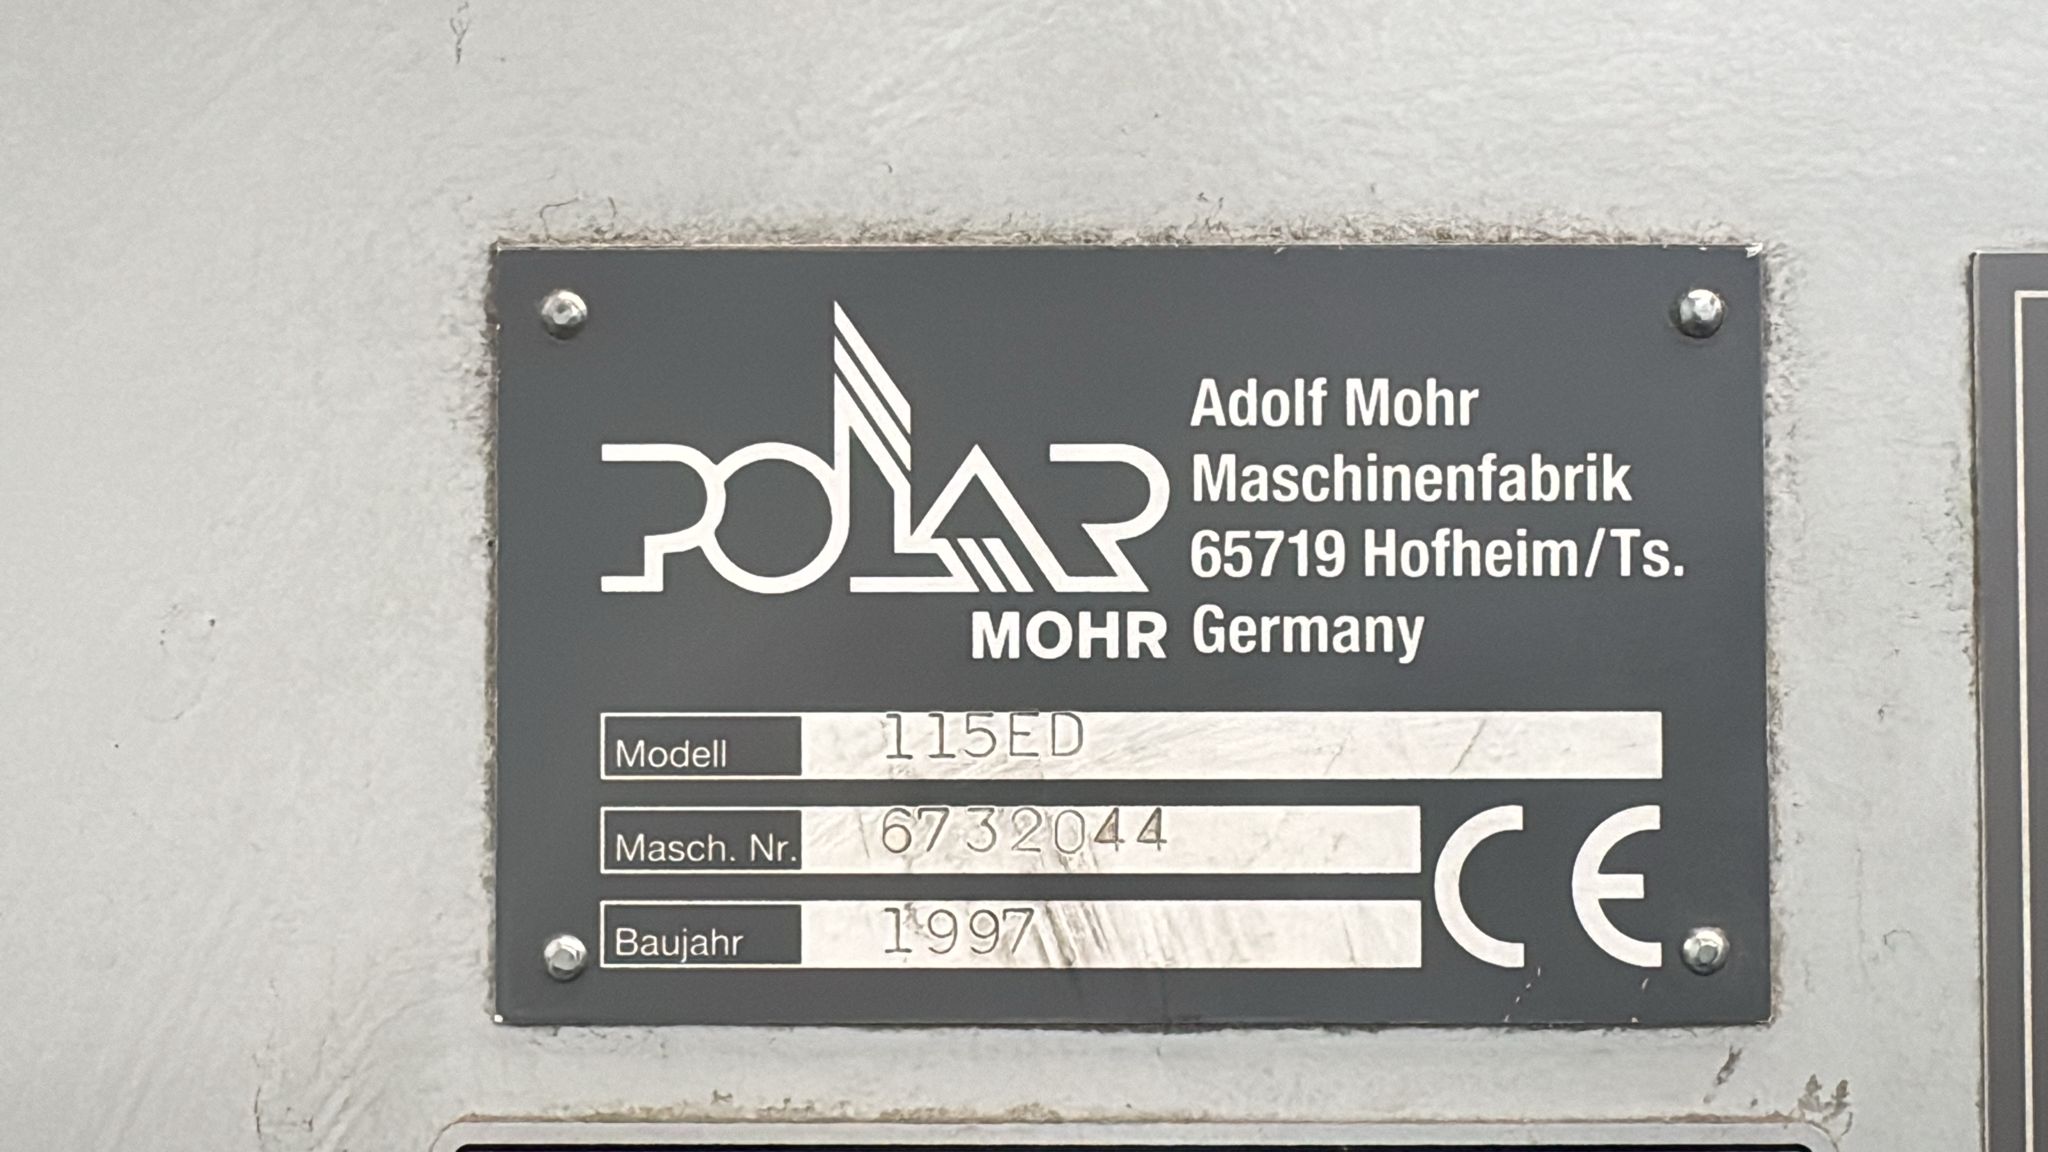 POLAR
MOHR
Adolf Mohr
Maschinenfabrik
65719 Hofheim/Ts.
Germany
Modell 115ED
Masch. Nr. 6732044
Baujahr 1997
CE